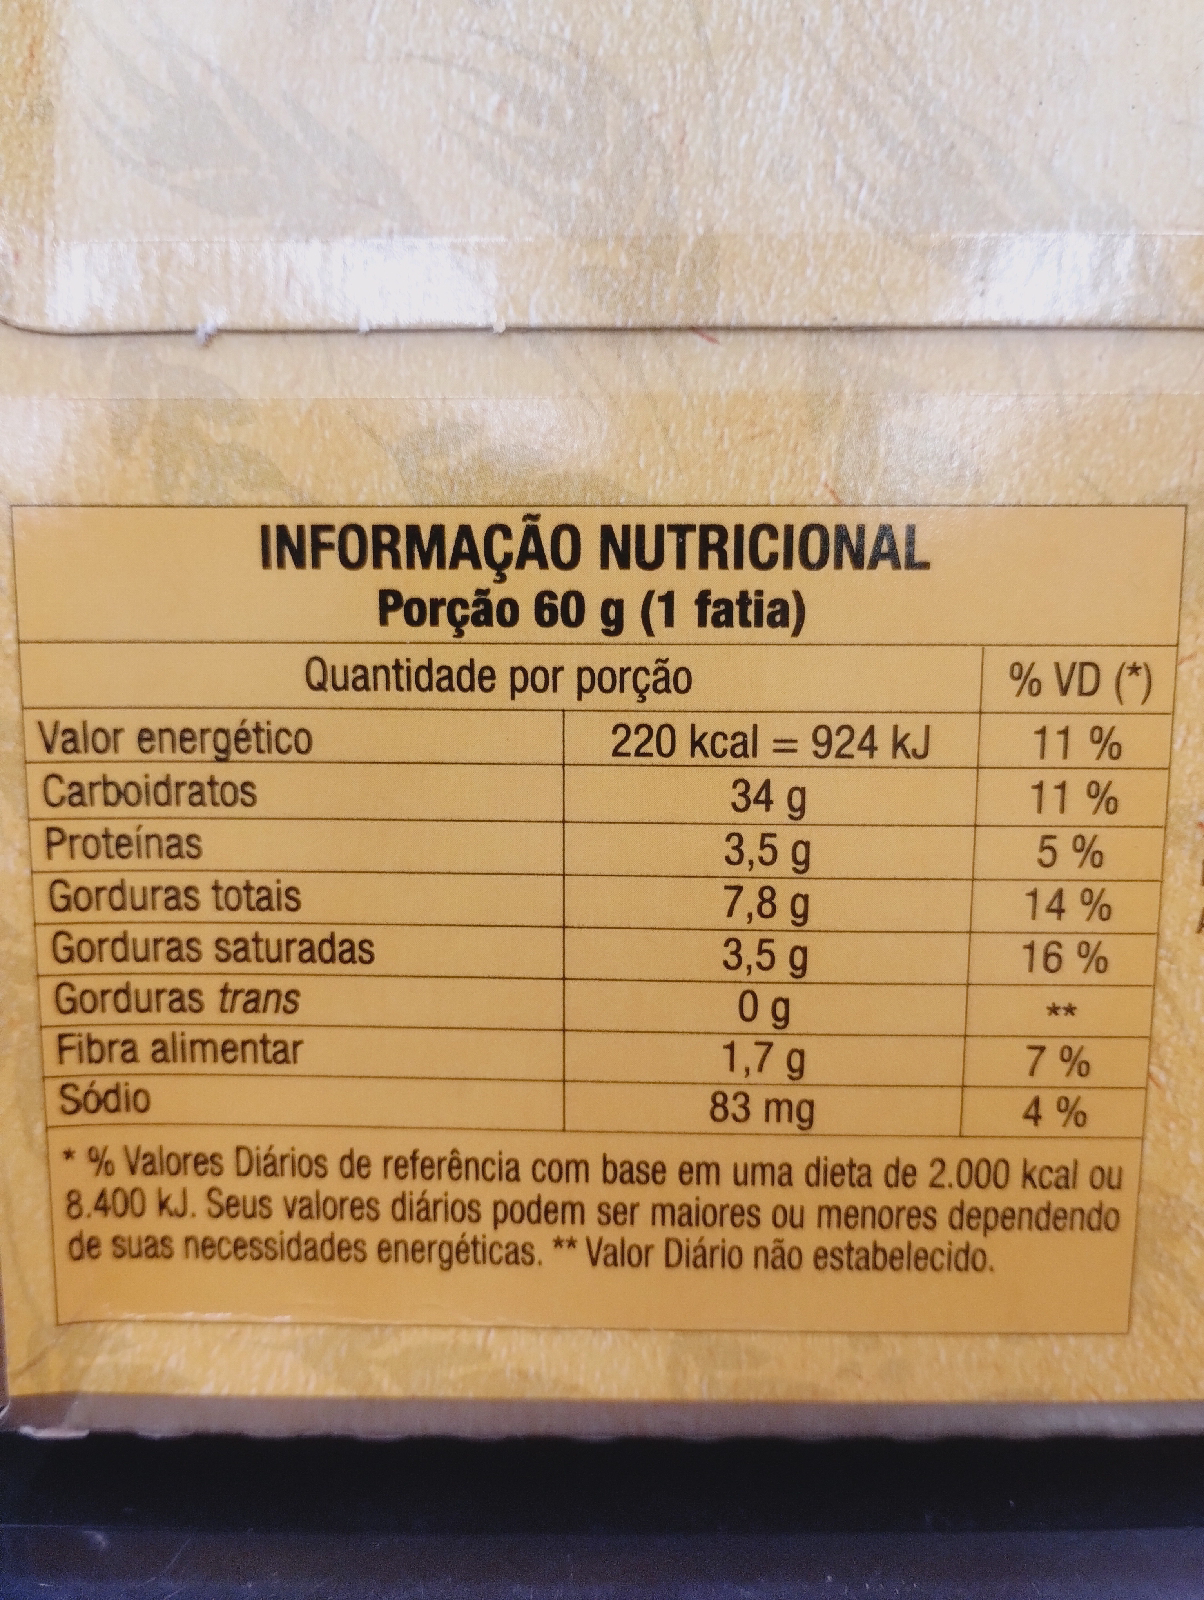 INFORMAÇÃO NUTRICIONAL
Porção 60 g (1 fatia)
Quantidade por porção % VD (*)
Valor energético 220 kcal = 924 kJ 11 %
Carboidratos 34 g 11 %
Proteínas 3,5 g 5 %
Gorduras totais 7,8 g 14 %
Gorduras saturadas 3,5 g 16 %
Gorduras trans 0 g **
Fibra alimentar 1,7 g 7 %
Sódio 83 mg 4 %
* % Valores Diários de referência com base em uma dieta de 2.000 kcal ou
8.400 kJ. Seus valores diários podem ser maiores ou menores dependendo
de suas necessidades energéticas. ** Valor Diário não estabelecido.